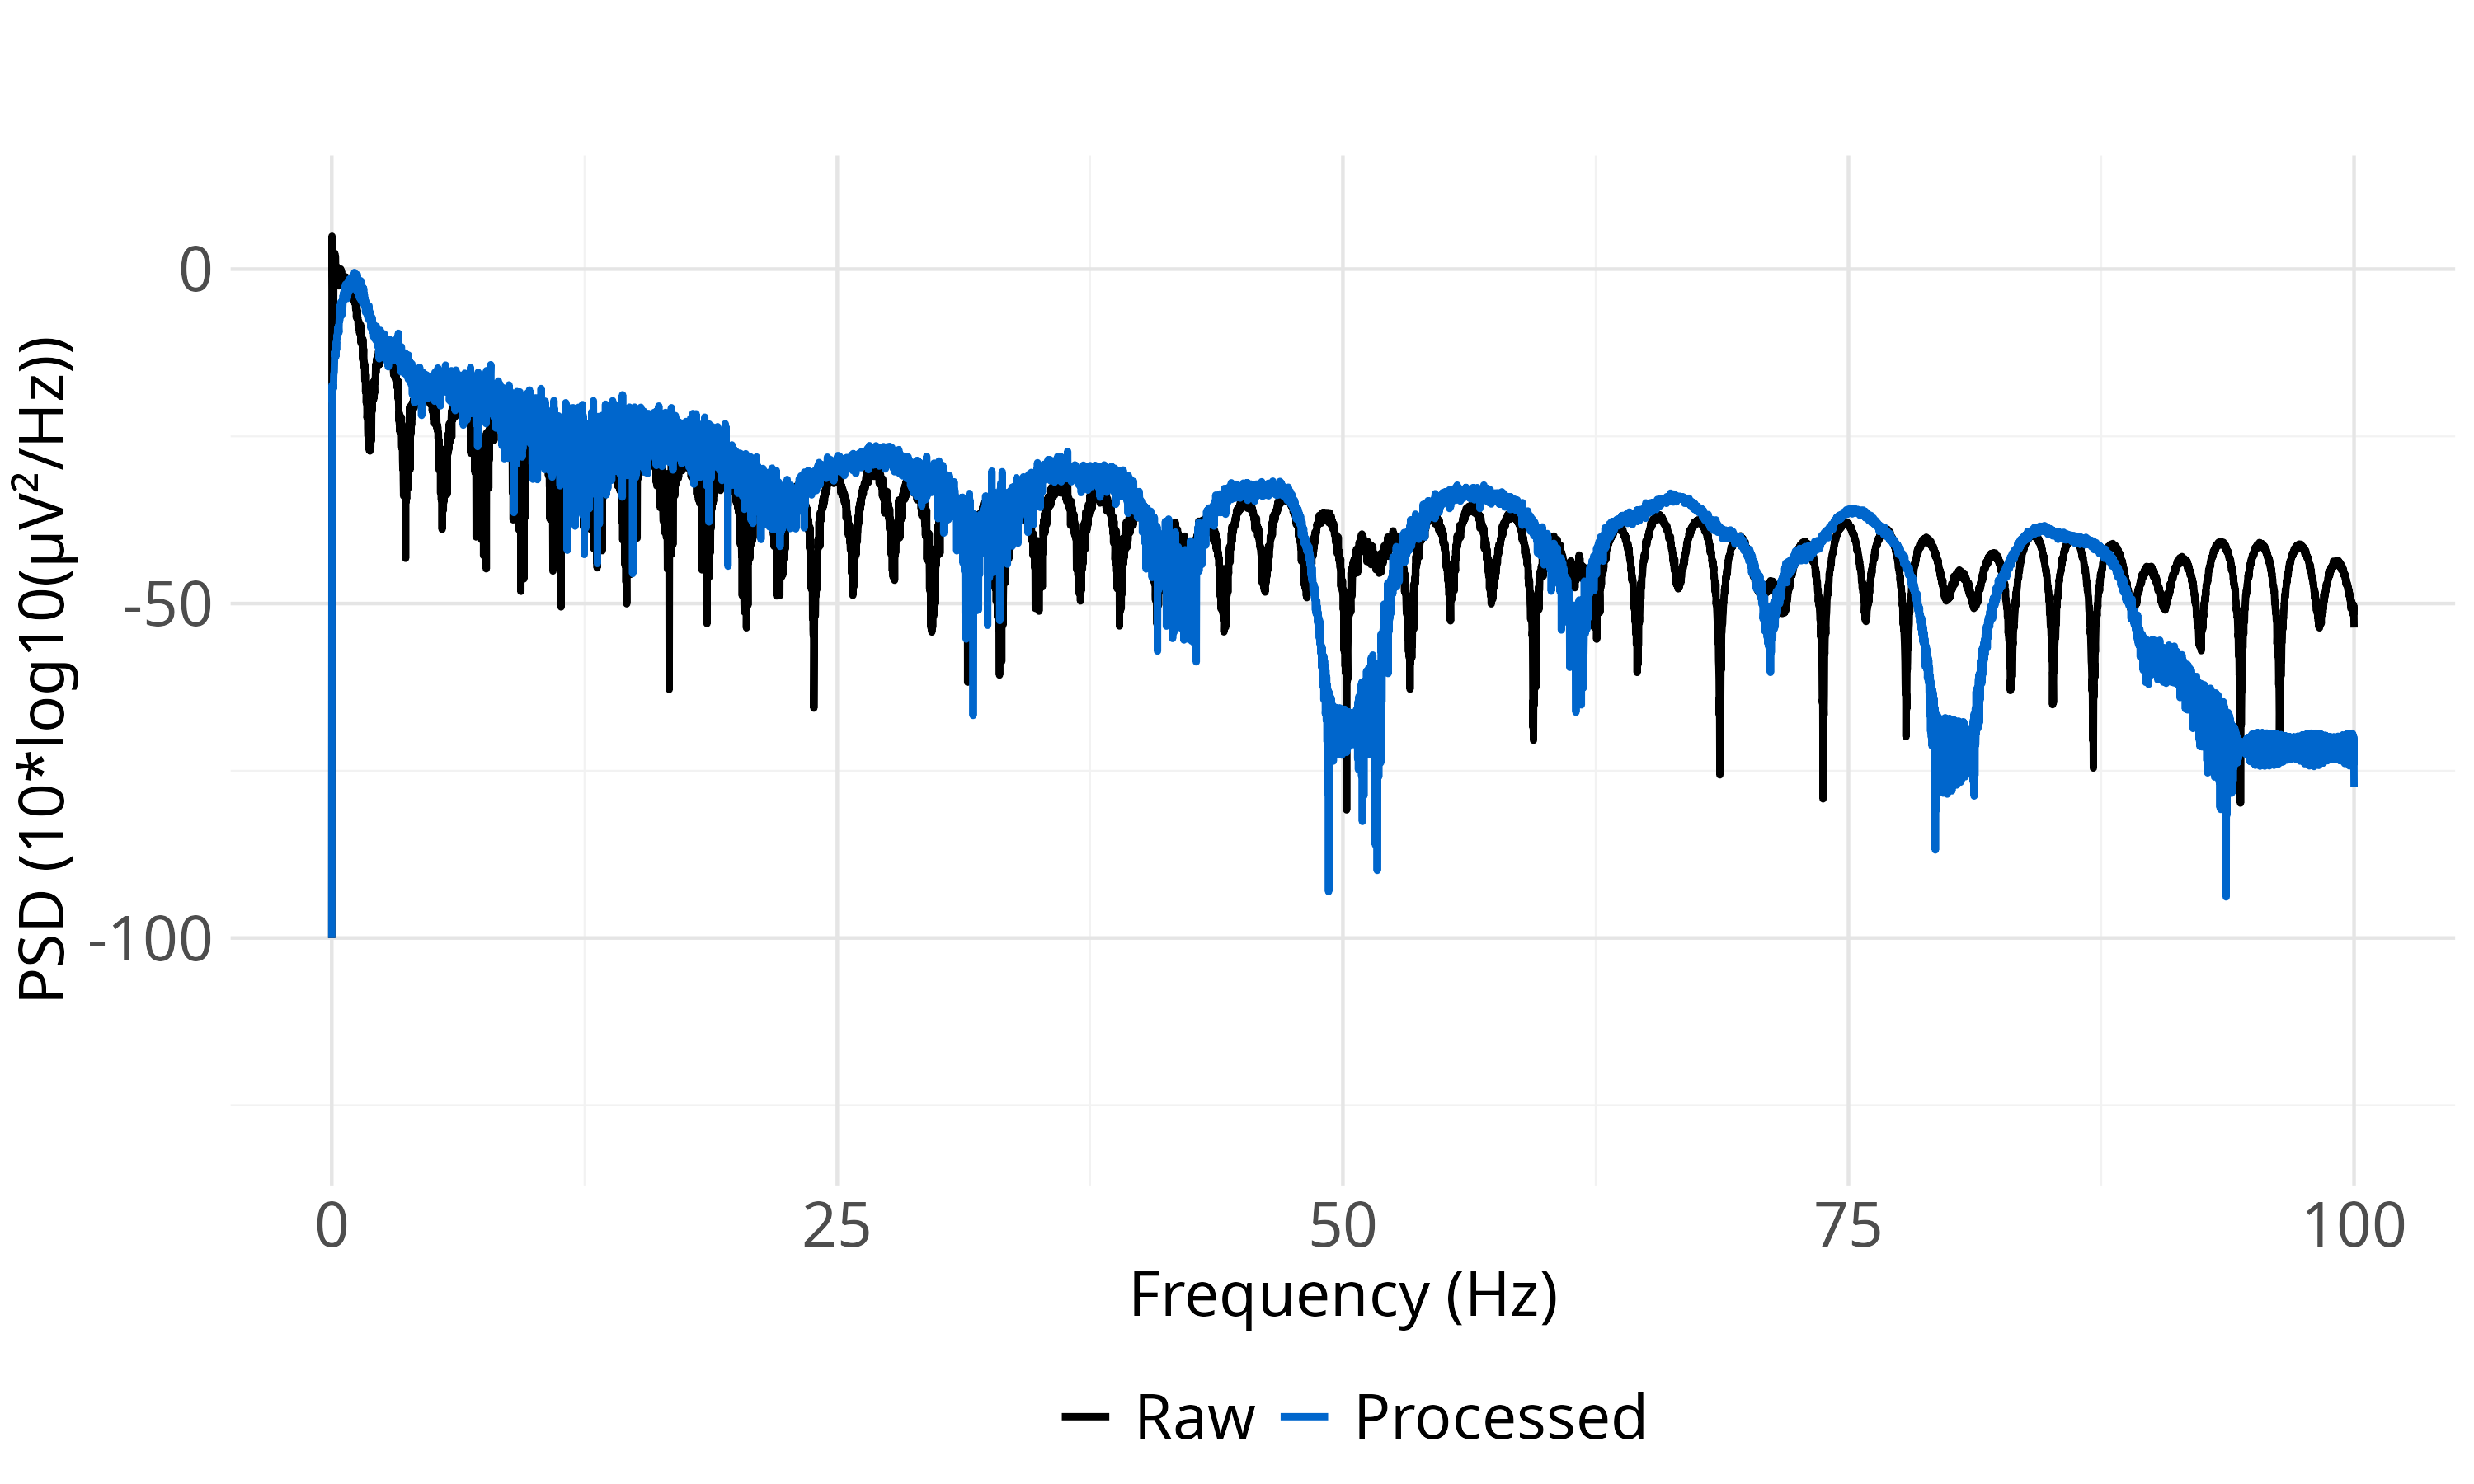 PSD (10*log10(μV²/Hz))
0
-50
-100
0 25 50 75 100
Frequency (Hz)
Raw Processed